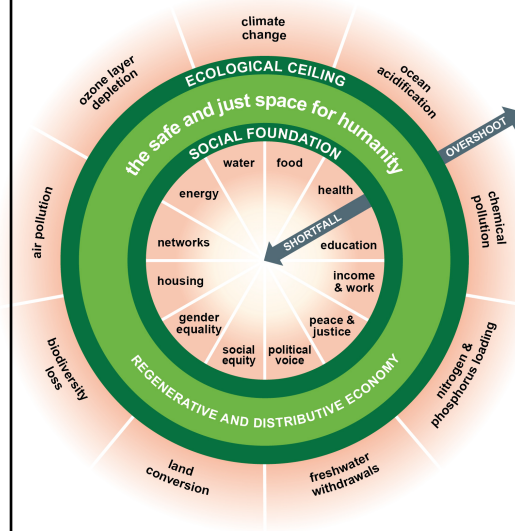 climate
change
ocean
acidification
chemical
pollution
nitrogen &
phosphorus loading
freshwater
withdrawals
land
conversion
biodiversity
loss
air pollution
ozone layer
depletion
OVERSHOOT
ECOLOGICAL CEILING
the safe and just space for humanity
SOCIAL FOUNDATION
water
food
health
SHORTFALL
education
income
& work
peace &
justice
political
voice
social
equity
gender
equality
housing
networks
energy
REGENERATIVE AND DISTRIBUTIVE ECONOMY